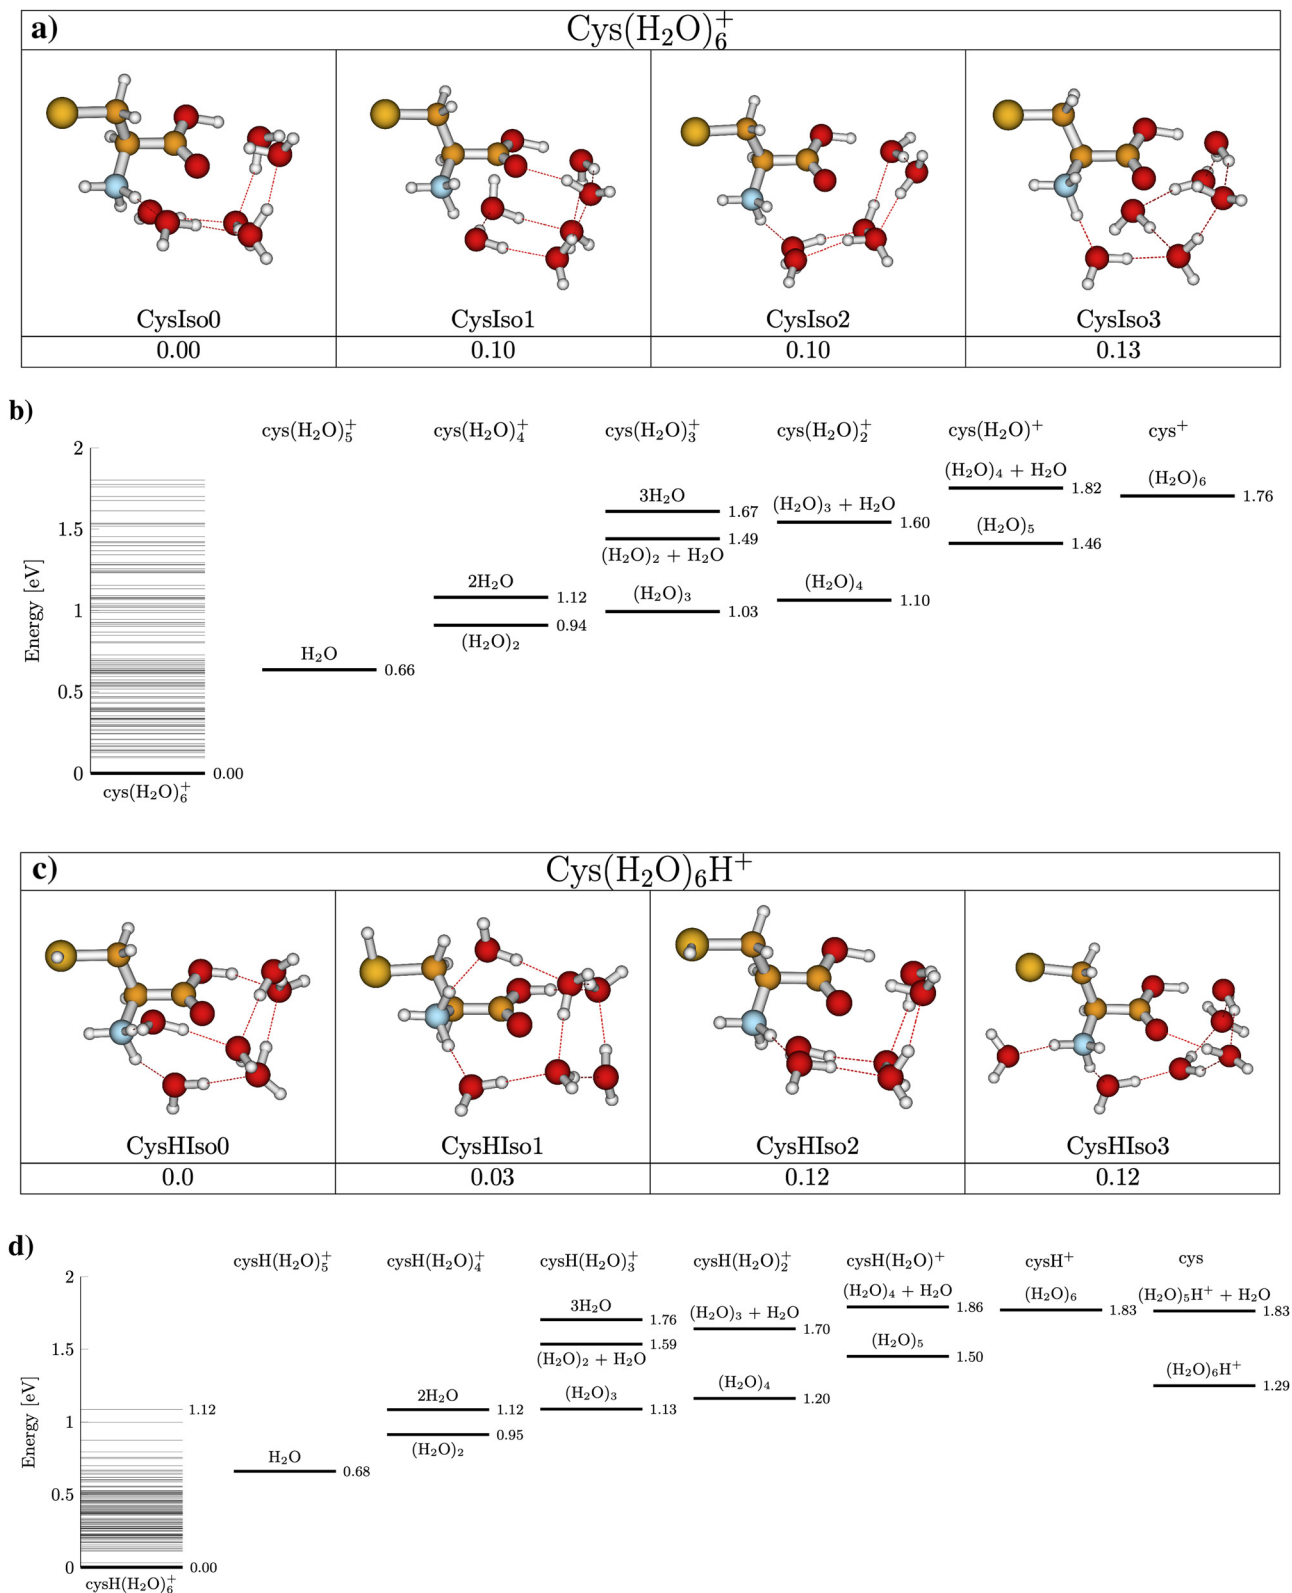 a)
Cys(H₂O)₆⁺
CysIso0 CysIso1 CysIso2 CysIso3
0.00 0.10 0.10 0.13
b)
cys(H₂O)₅⁺ cys(H₂O)₄⁺ cys(H₂O)₃⁺ cys(H₂O)₂⁺ cys(H₂O)⁺ cys⁺
2
(H₂O)₄ + H₂O 1.82 (H₂O)₆ 1.76
3H₂O 1.67 (H₂O)₃ + H₂O 1.60
1.5
1.49 (H₂O)₅ 1.46
(H₂O)₂ + H₂O
2H₂O 1.12 (H₂O)₃ 1.03 (H₂O)₄ 1.10
1
0.94
(H₂O)₂
H₂O 0.66
0.5
0 0.00
cys(H₂O)₆⁺
Energy [eV]
c)
Cys(H₂O)₆H⁺
CysHIso0 CysHIso1 CysHIso2 CysHIso3
0.0 0.03 0.12 0.12
d)
cysH(H₂O)₅⁺ cysH(H₂O)₄⁺ cysH(H₂O)₃⁺ cysH(H₂O)₂⁺ cysH(H₂O)⁺ cysH⁺ cys
2
(H₂O)₄ + H₂O 1.86 (H₂O)₆ 1.83 (H₂O)₅H⁺ + H₂O 1.83
3H₂O 1.76 (H₂O)₃ + H₂O 1.70
1.5
1.59 (H₂O)₅ 1.50
(H₂O)₂ + H₂O
(H₂O)₆H⁺ 1.29
1.12 2H₂O 1.12 (H₂O)₃ 1.13 (H₂O)₄ 1.20
1
0.95
(H₂O)₂
H₂O 0.68
0.5
0 0.00
cysH(H₂O)₆⁺
Energy [eV]